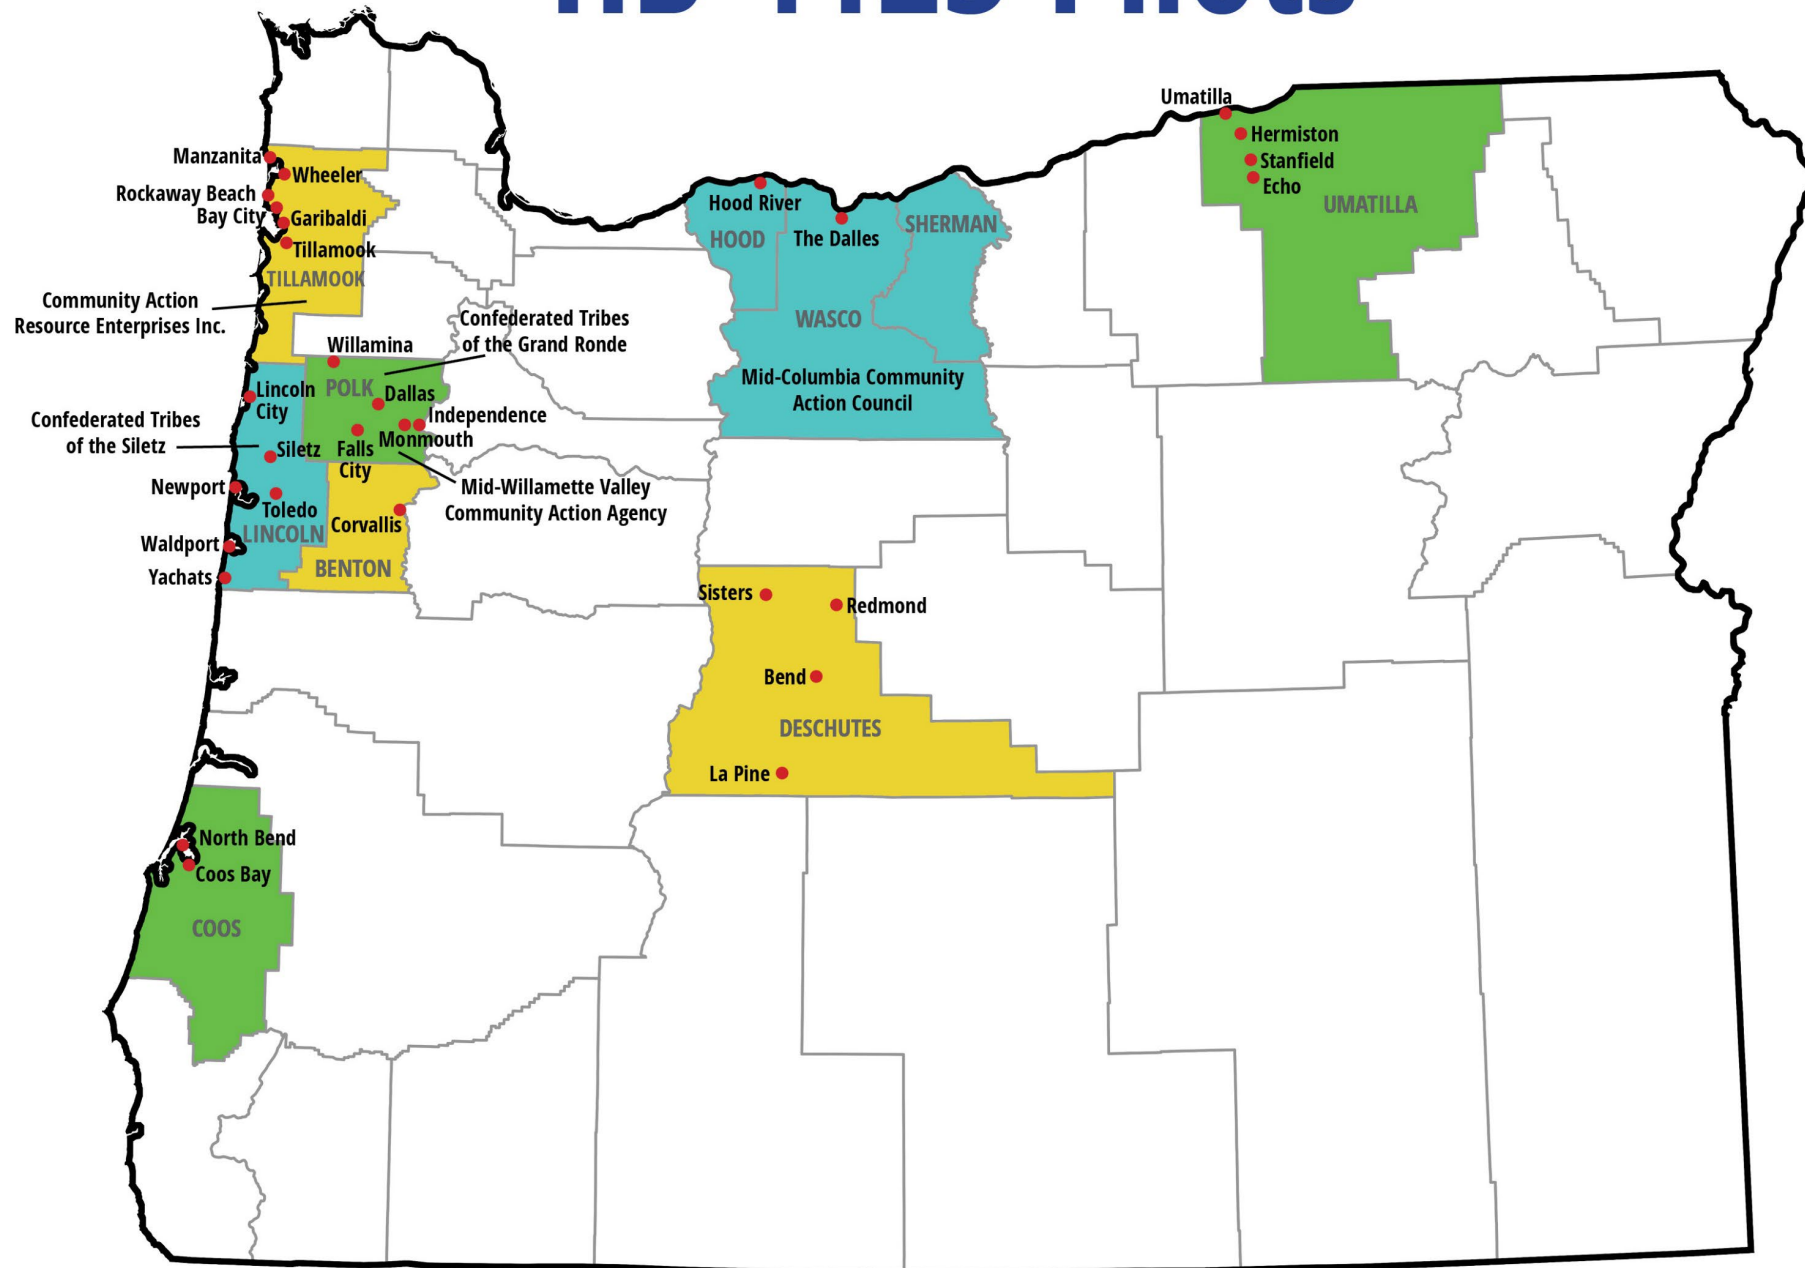 Pilots
Umatilla
Hermiston
Stanfield
Echo
UMATILLA
Manzanita
Wheeler
Rockaway Beach
Bay City
Garibaldi
Tillamook
TILLAMOOK
Community Action
Resource Enterprises Inc.
Hood River
HOOD
The Dalles
SHERMAN
WASCO
Mid-Columbia Community
Action Council
Confederated Tribes
of the Grand Ronde
Willamina
POLK
Dallas
Independence
Monmouth
Falls
City
Lincoln
City
Confederated Tribes
of the Siletz
Siletz
Newport
Toledo
LINCOLN
Waldport
Yachats
Mid-Willamette Valley
Community Action Agency
Corvallis
BENTON
Sisters
Redmond
Bend
DESCHUTES
La Pine
North Bend
Coos Bay
COOS